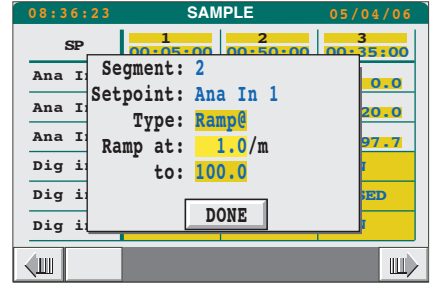 08:36:23 SAMPLE 05/04/06
SP 1 2 3
00:05:00 00:50:00 00:35:00
Segment: 2
Setpoint: Ana In 1
Type: Ramp@
Ramp at: 1.0/m
to: 100.0
DONE
Ana I
0.0
Ana I
20.0
Ana I
97.7
Dig i
Dig i
SED
Dig i